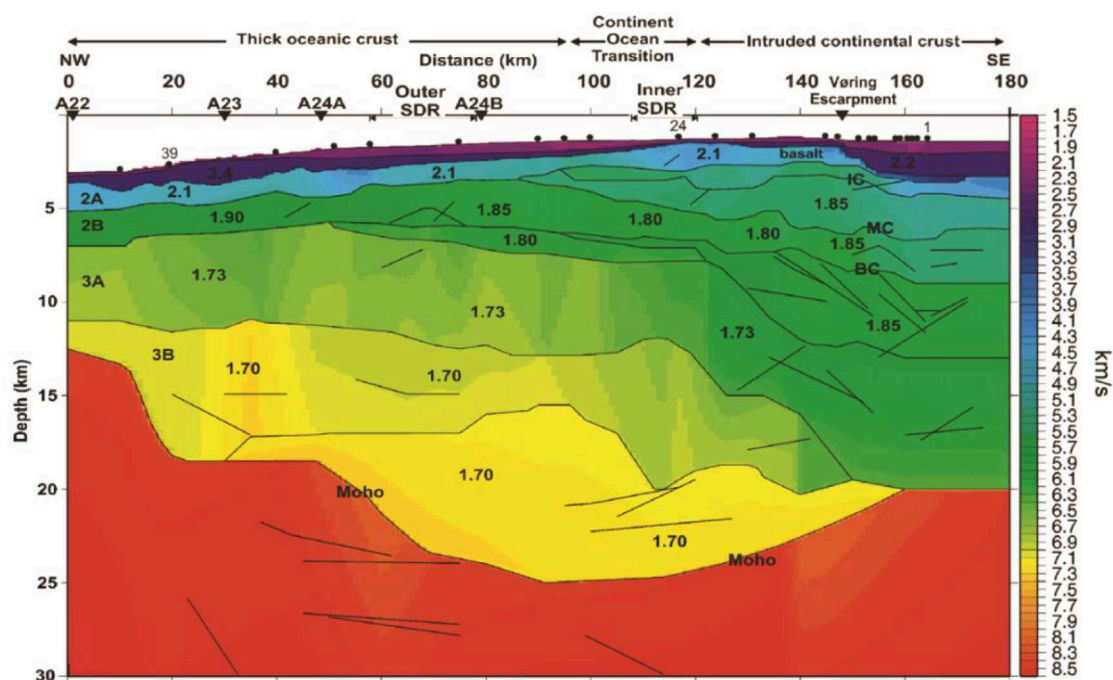 Continent
Thick oceanic crust Ocean Intruded continental crust
Transition
NW Distance (km) SE
0 20 40 60 80 100 120 140 160 180
A22 A23 A24A Outer SDR A24B Inner SDR Vøring Escarpment
39 24 1
3.4 2.1 basalt 2.2
2.1 2.1 IC
2A
5 1.90 1.85 1.80 1.85
2B MC
1.80 1.80 1.85
BC
3A 1.73
10 1.73 1.73 1.85
3B 1.70 1.70
15
1.70
20 Moho
1.70
Moho
25
30
Depth (km)
1.5
1.7
1.9
2.1
2.3
2.5
2.7
2.9
3.1
3.3
3.5
3.7
3.9
4.1
4.3
4.5
4.7
4.9
5.1
5.3
5.5
5.7
5.9
6.1
6.3
6.5
6.7
6.9
7.1
7.3
7.5
7.7
7.9
8.1
8.3
8.5
km/s